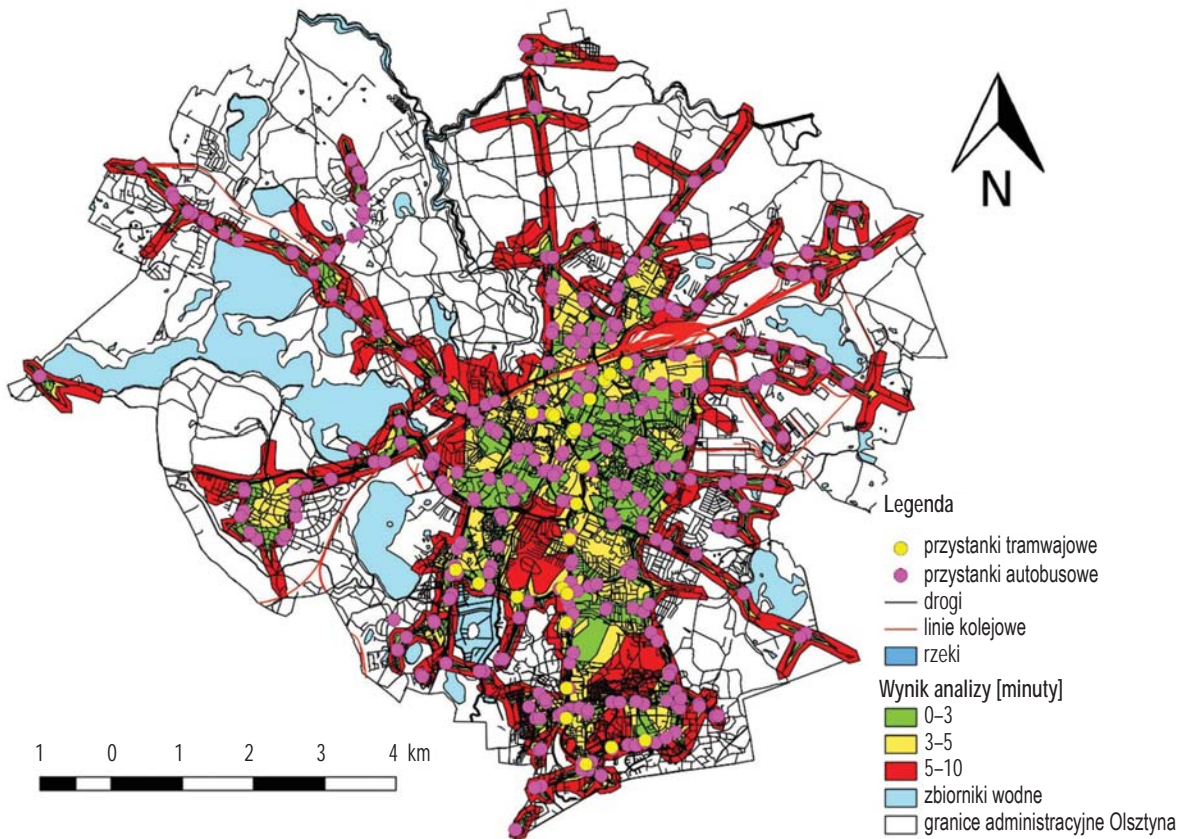 N
Legenda
przystanki tramwajowe
przystanki autobusowe
drogi
linie kolejowe
rzeki
Wynik analizy [minuty]
0–3
3–5
5–10
zbiorniki wodne
granice administracyjne Olsztyna
1 0 1 2 3 4 km